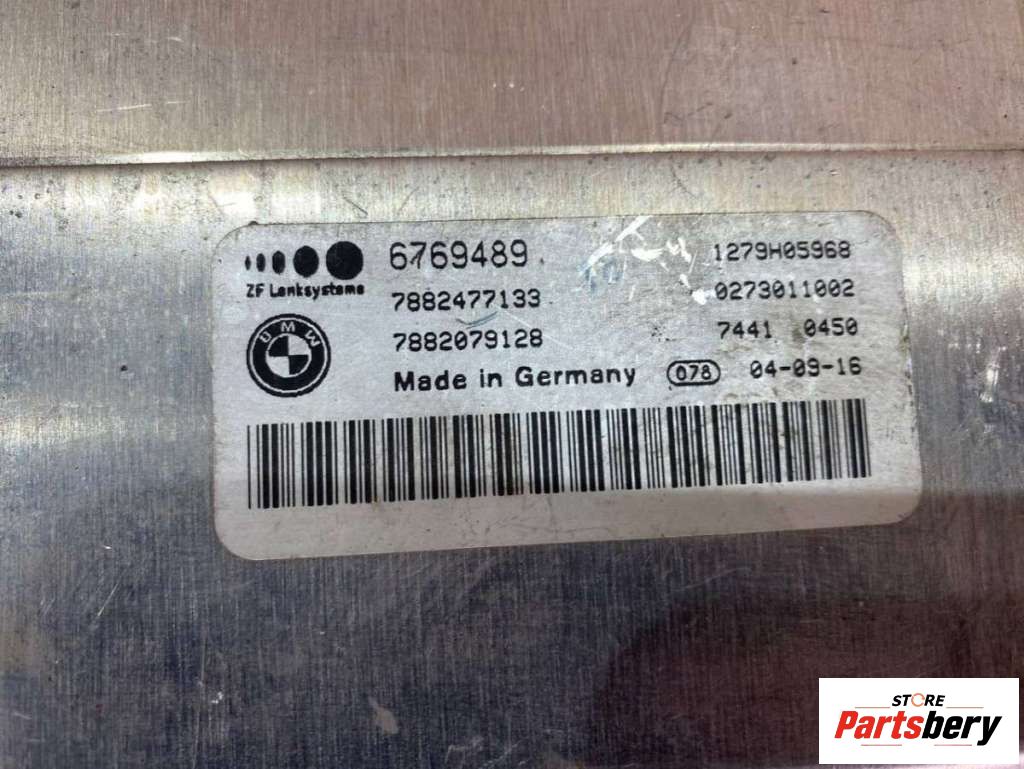 6769489
1279H05968
ZF Lenksysteme
7882477133
0273011002
BMW
7882079128
7441 0450
Made in Germany 078 04-09-16
STORE
Partsbery